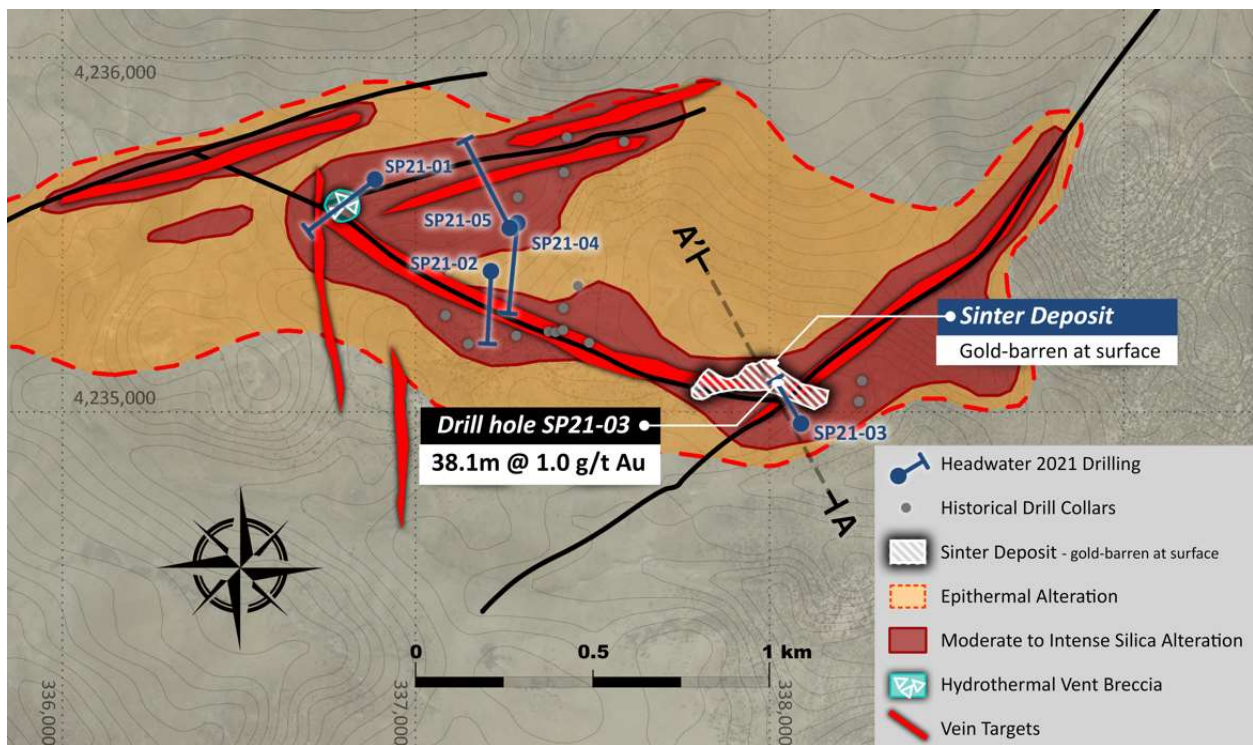 4,236,000
SP21-01
SP21-05
SP21-04
SP21-02
A'
Sinter Deposit
Gold-barren at surface
4,235,000
Drill hole SP21-03
38.1m @ 1.0 g/t Au
SP21-03
A
Headwater 2021 Drilling
Historical Drill Collars
Sinter Deposit - gold-barren at surface
Epithermal Alteration
Moderate to Intense Silica Alteration
Hydrothermal Vent Breccia
Vein Targets
0 0.5 1 km
336,000
337,000
338,000